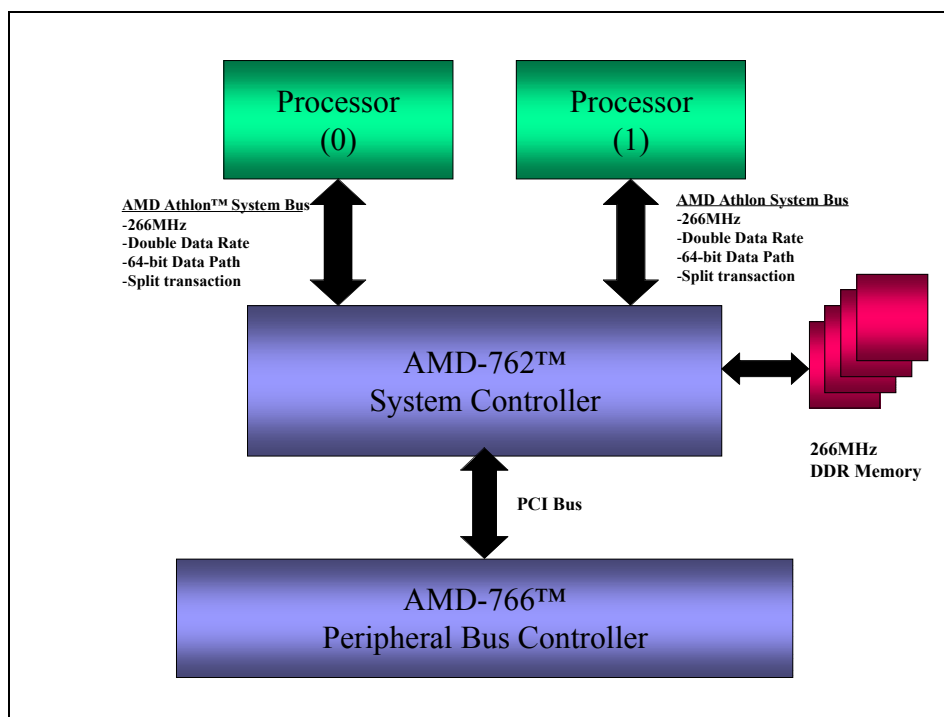 Processor
(0)
Processor
(1)
AMD Athlon™ System Bus
-266MHz
-Double Data Rate
-64-bit Data Path
-Split transaction
AMD Athlon System Bus
-266MHz
-Double Data Rate
-64-bit Data Path
-Split transaction
AMD-762™
System Controller
266MHz
DDR Memory
PCI Bus
AMD-766™
Peripheral Bus Controller